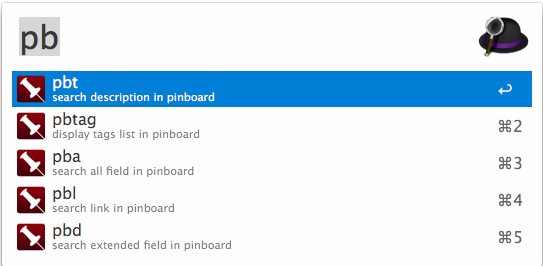 pb
pbt
search description in pinboard
↩
pbtag
display tags list in pinboard
⌘2
pba
search all field in pinboard
⌘3
pbl
search link in pinboard
⌘4
pbd
search extended field in pinboard
⌘5